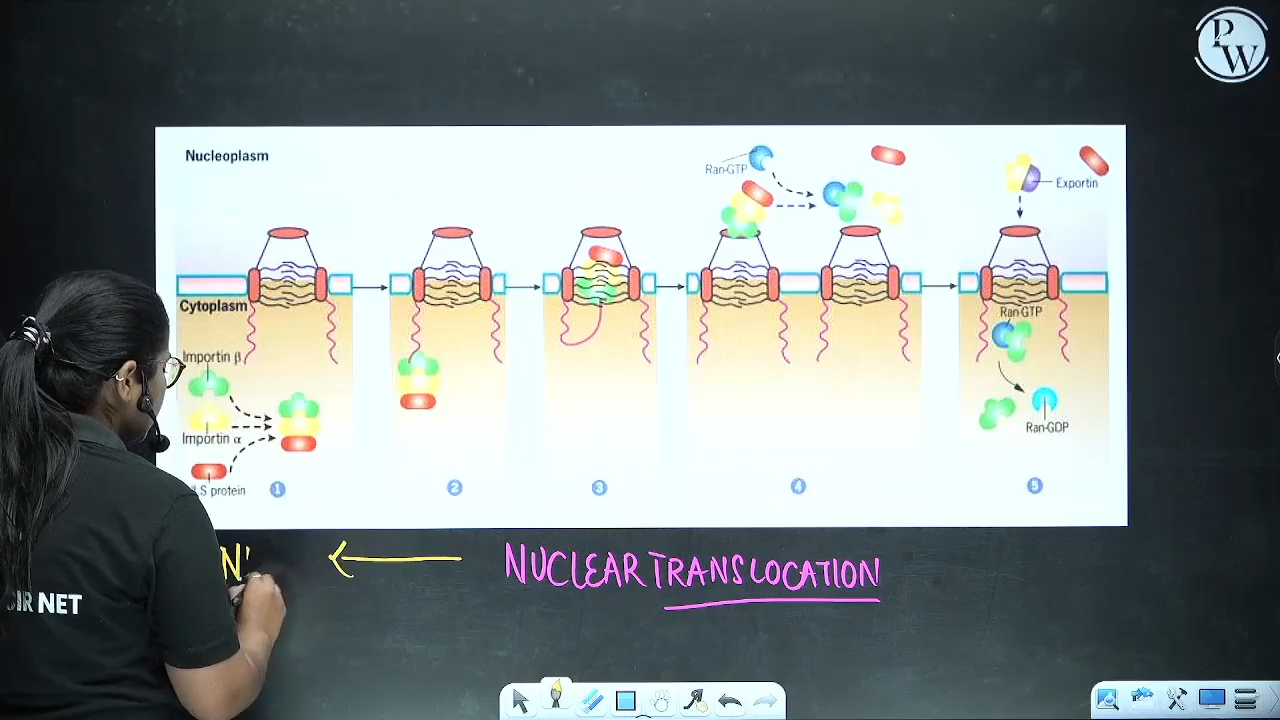 PW
Nucleoplasm
Ran-GTP
Exportin
Cytoplasm
Ran-GTP
Importin β
Importin α
Ran-GDP
S protein
1 2 3 4 5
N' ← NUCLEAR TRANSLOCATION
IR NET